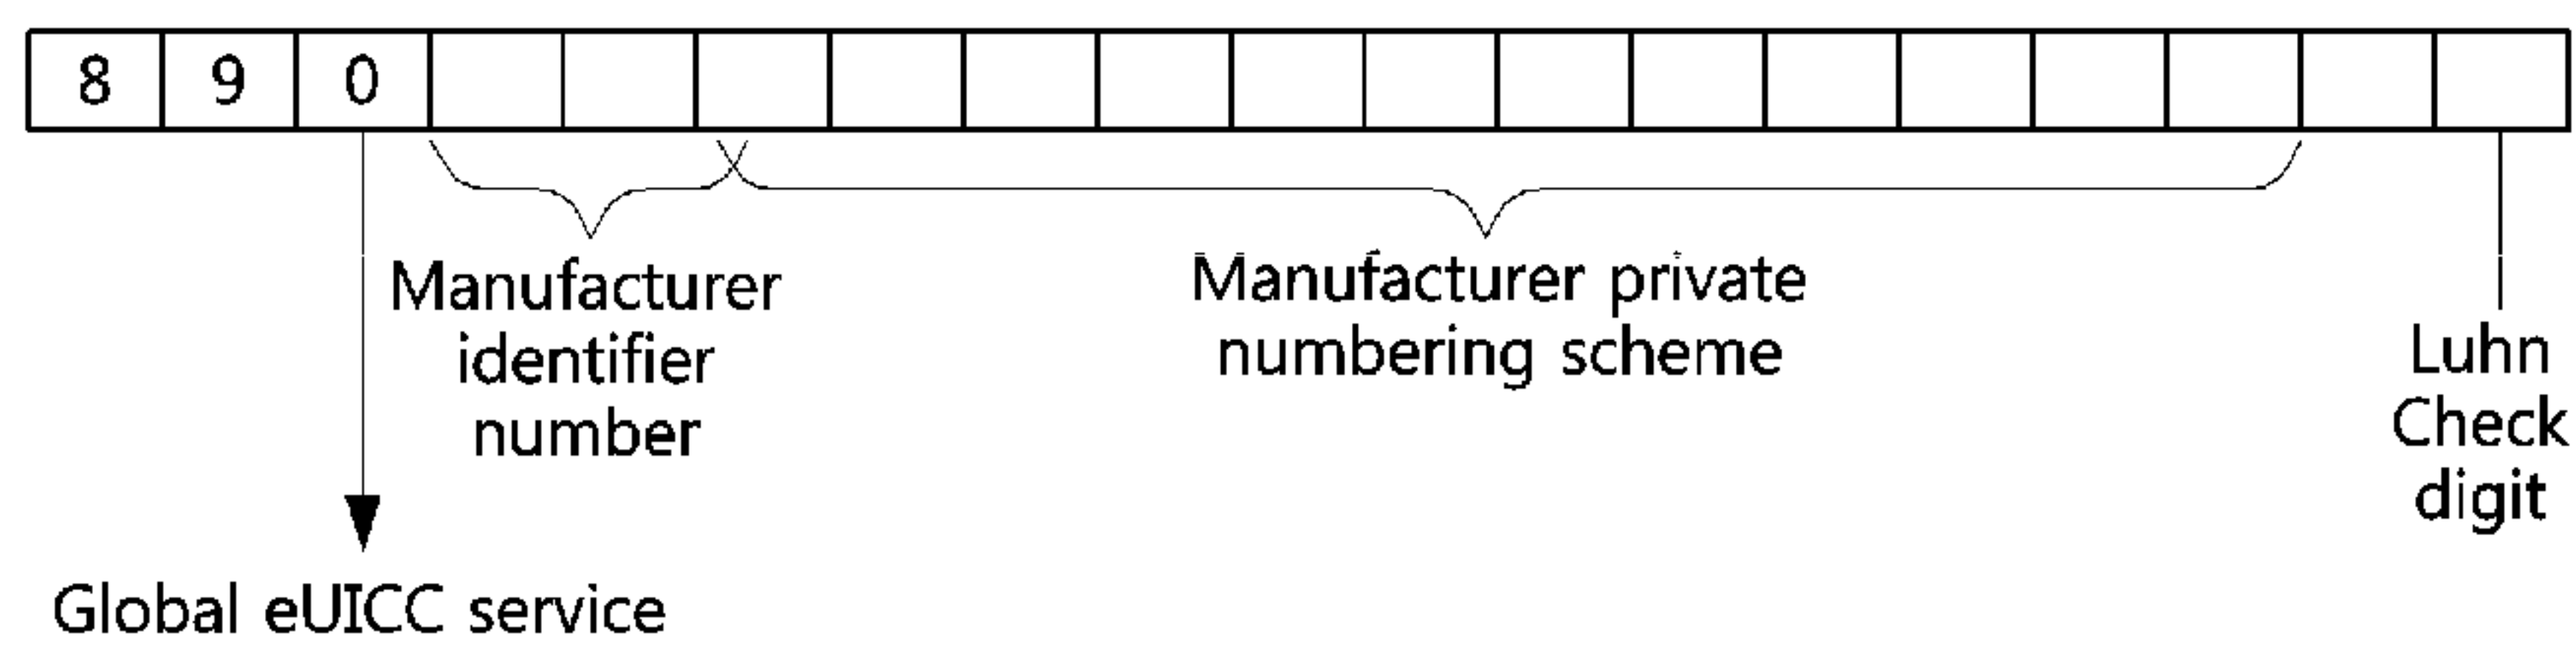 8 9 0
Manufacturer
identifier
number
Manufacturer private
numbering scheme
Luhn
Check
digit
Global eUICC service